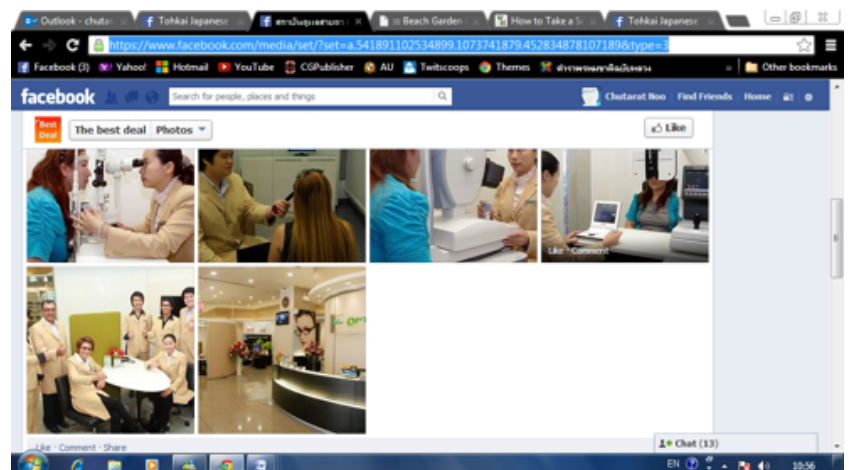 Outlook - chutar
Tohkai Japanese
Beach Garden
How to Take a Sc
Tohkai Japanese
https://www.facebook.com/media/set/?set=a.541891102534899.1073741879.452834878107189&type=3
Facebook (3) Yahoo! Hotmail YouTube CGPublisher AU Twitscoops Themes Other bookmarks
facebook Search for people, places and things Chutarat Noo Find Friends Home
Best Deal The best deal Photos Like
Like · Comment
Like · Comment · Share
Chat (13)
EN 10:56